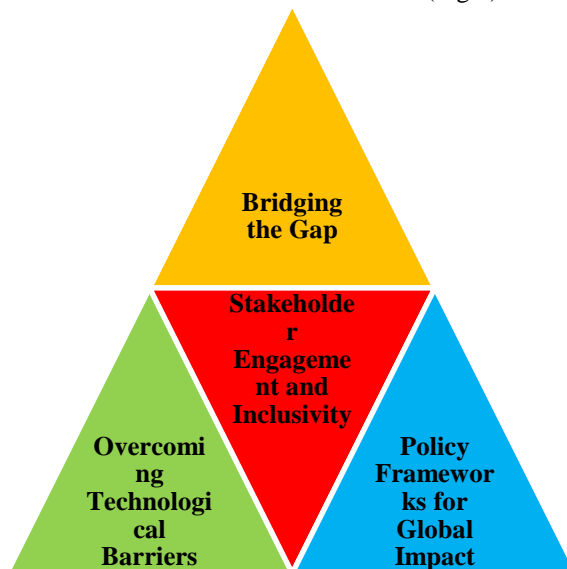 Bridging
the Gap
Stakeholde
r
Engageme
nt and
Inclusivity
Overcomi
ng
Technologi
cal
Barriers
Policy
Framewor
ks for
Global
Impact